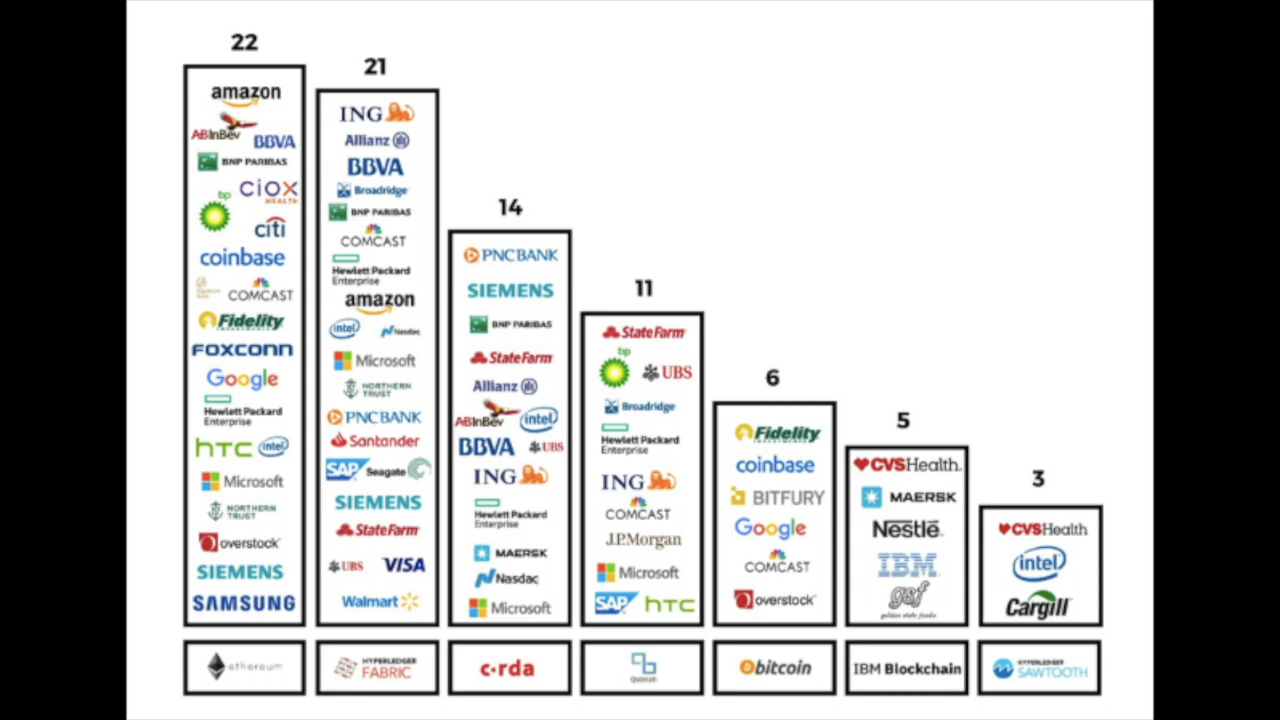 22
amazon
ABInBev
BBVA
BNP PARIBAS
bp
CIOX
HEALTH
citi
coinbase
COMCAST
Fidelity
FOXCONN
Google
Hewlett Packard
Enterprise
hTC
intel
Microsoft
NORTHERN
TRUST
overstock
SIEMENS
SAMSUNG
ethereum
21
ING
Allianz
BBVA
Broadridge
BNP PARIBAS
COMCAST
Hewlett Packard
Enterprise
amazon
intel
Nasdaq
Microsoft
NORTHERN
TRUST
PNCBANK
Santander
SAP
Seagate
SIEMENS
StateFarm
UBS
VISA
Walmart
HYPERLEDGER
FABRIC
14
PNCBANK
SIEMENS
BNP PARIBAS
StateFarm
Allianz
ABInBev
intel
BBVA
UBS
ING
Hewlett Packard
Enterprise
MAERSK
Nasdaq
Microsoft
c·rda
11
StateFarm
bp
UBS
Broadridge
Hewlett Packard
Enterprise
ING
COMCAST
J.P.Morgan
Microsoft
SAP
hTC
Quorum
6
Fidelity
coinbase
BITFURY
Google
COMCAST
overstock
bitcoin
5
CVSHealth.
MAERSK
Nestlé
IBM
gsf
golden state foods
IBM Blockchain
3
CVSHealth
intel
Cargill
HYPERLEDGER
SAWTOOTH